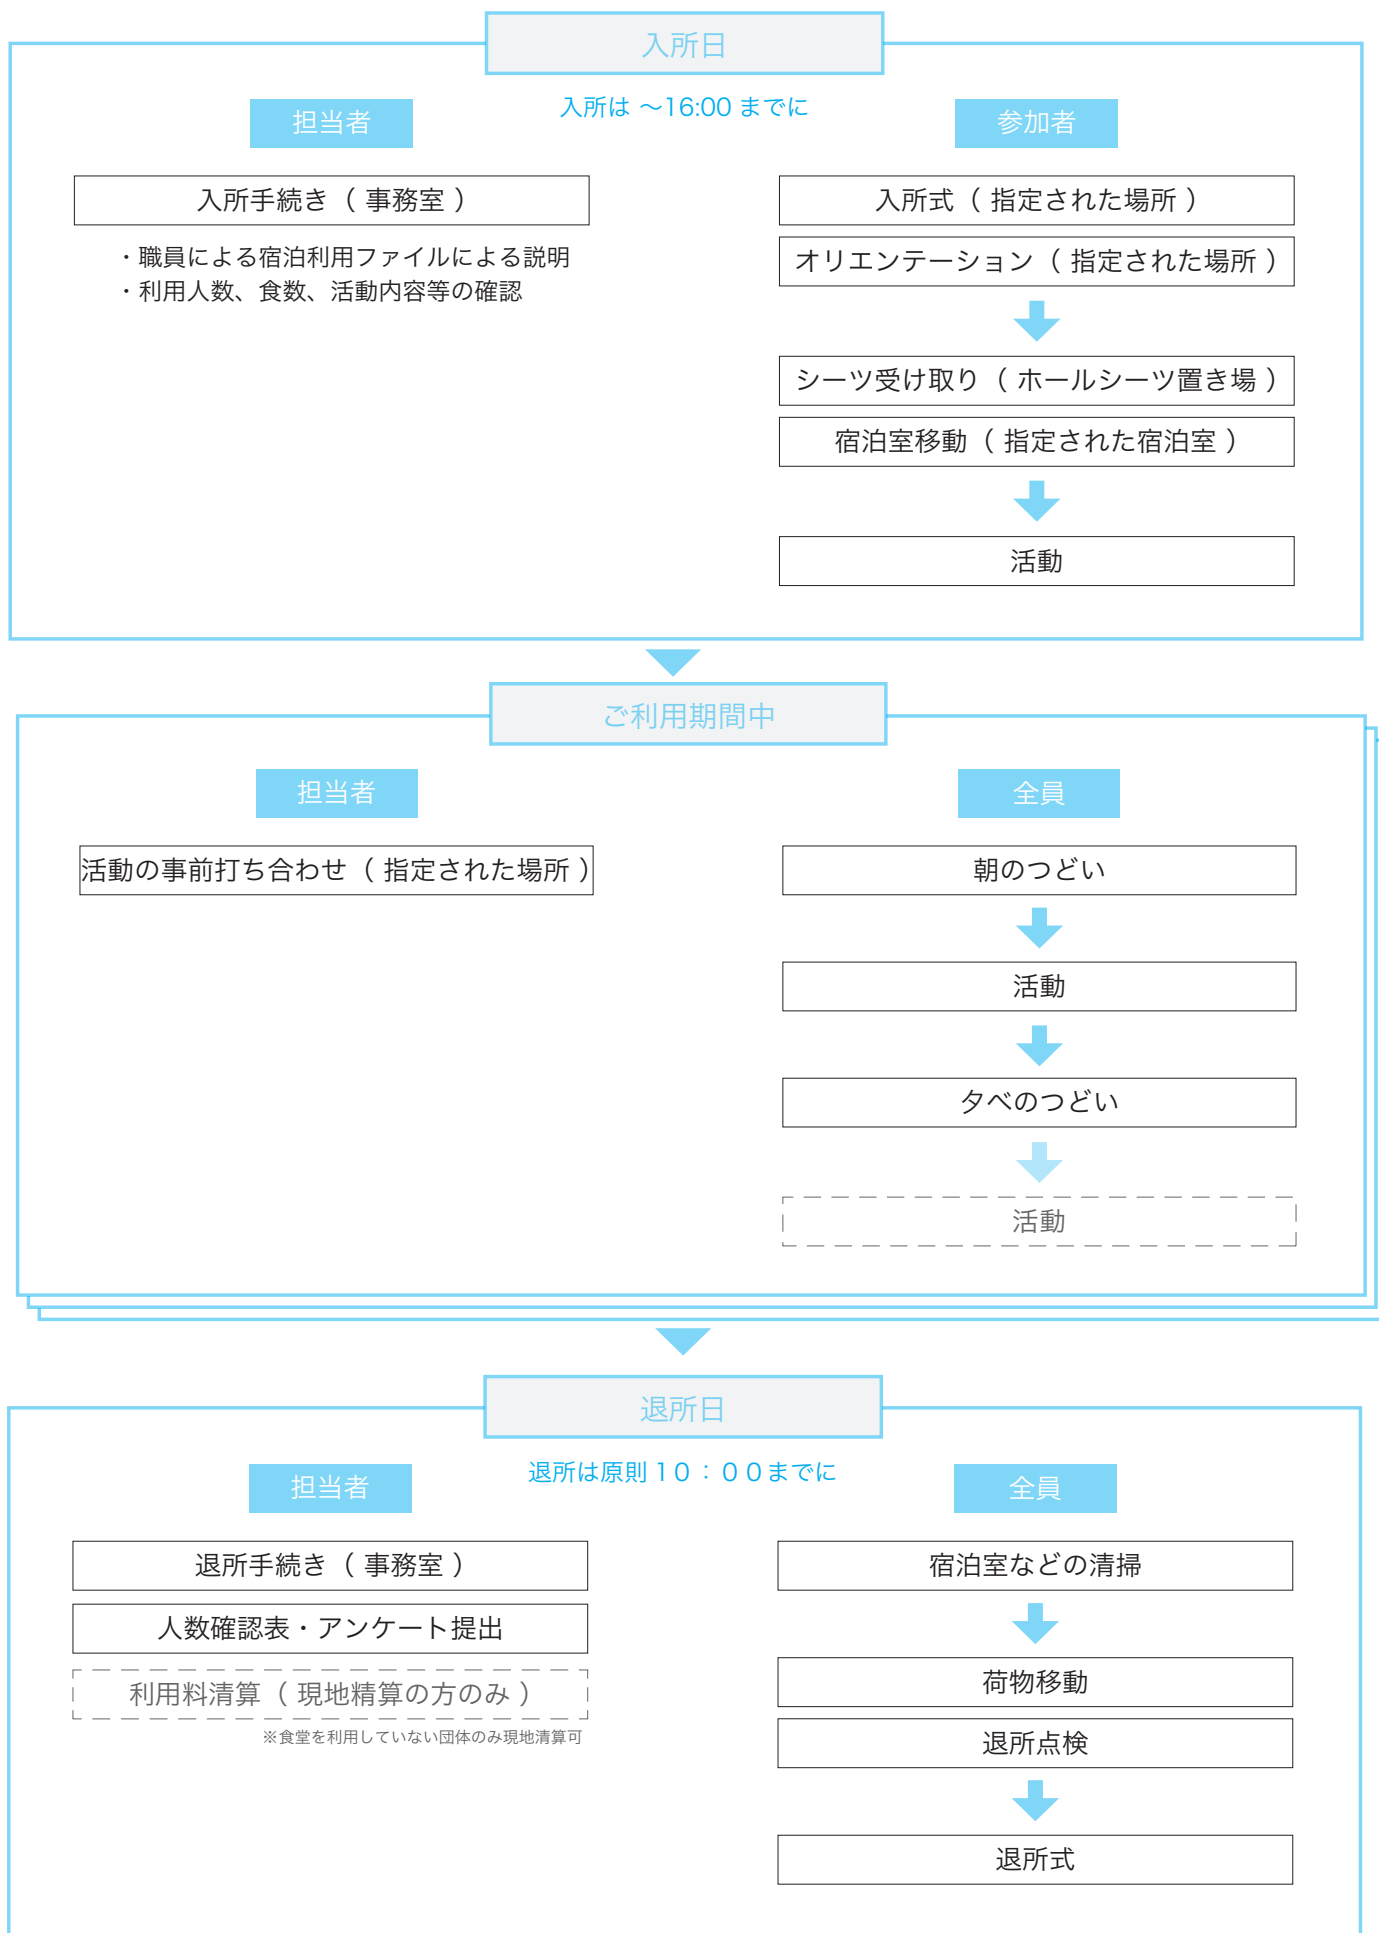 入所日
入所は ～16:00 までに
担当者
入所手続き（ 事務室 ）
・職員による宿泊利用ファイルによる説明
・利用人数、食数、活動内容等の確認
参加者
入所式（ 指定された場所 ）
オリエンテーション（ 指定された場所 ）
シーツ受け取り（ ホールシーツ置き場 ）
宿泊室移動（ 指定された宿泊室 ）
活動
ご利用期間中
担当者
活動の事前打ち合わせ（ 指定された場所 ）
全員
朝のつどい
活動
夕べのつどい
活動
退所日
退所は原則１０：００までに
担当者
退所手続き（ 事務室 ）
人数確認表・アンケート提出
利用料清算（ 現地精算の方のみ ）
※食堂を利用していない団体のみ現地清算可
全員
宿泊室などの清掃
荷物移動
退所点検
退所式